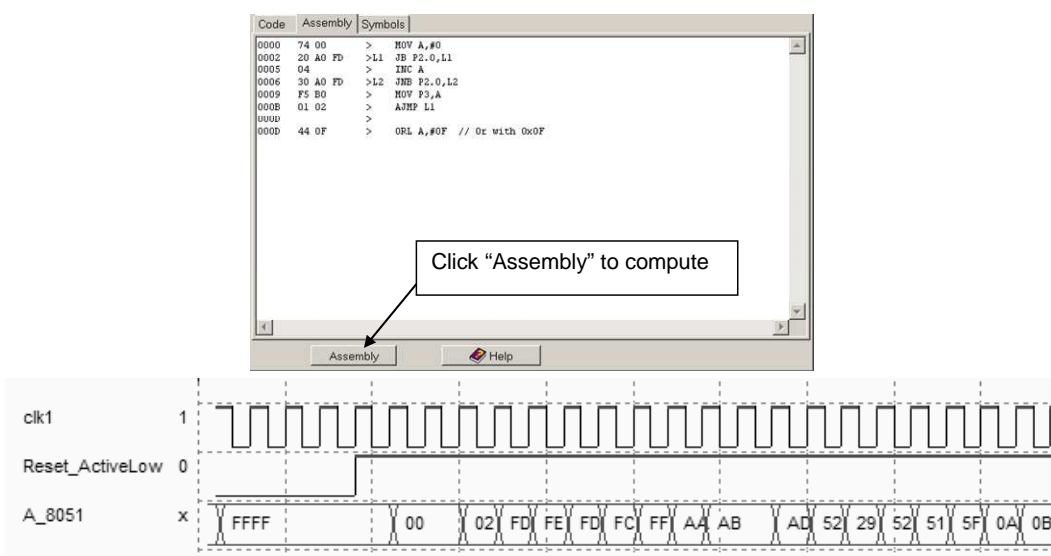 Code Assembly Symbols
0000 74 00 > MOV A,#0
0002 20 A0 FD >L1 JB P2.0,L1
0005 04 > INC A
0006 30 A0 FD >L2 JNB P2.0,L2
0009 F5 B0 > MOV P3,A
000B 01 02 > AJMP L1
000D >
000D 44 0F > ORL A,#0F // Or with 0x0F
Click “Assembly” to compute
Assembly Help
clk1 1
Reset_ActiveLow 0
A_8051 x FFFF 00 02 FD FE FD FC FF AA AB AD 52 29 52 51 5F 0A 0B